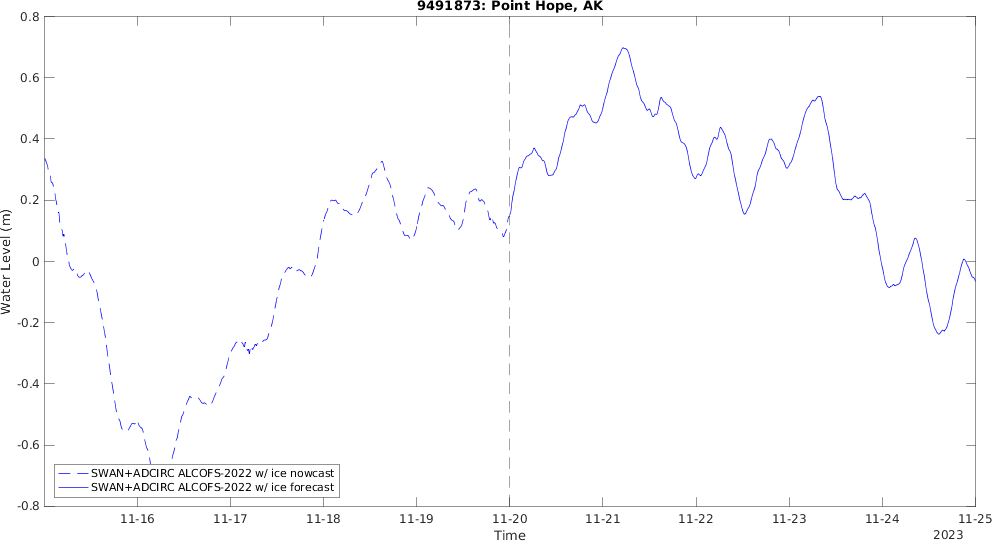 9491873: Point Hope, AK
0.8
0.6
0.4
0.2
0
-0.2
-0.4
-0.6
-0.8
Water Level (m)
SWAN+ADCIRC ALCOFS-2022 w/ ice nowcast
SWAN+ADCIRC ALCOFS-2022 w/ ice forecast
11-16 11-17 11-18 11-19 11-20 11-21 11-22 11-23 11-24 11-25
Time
2023